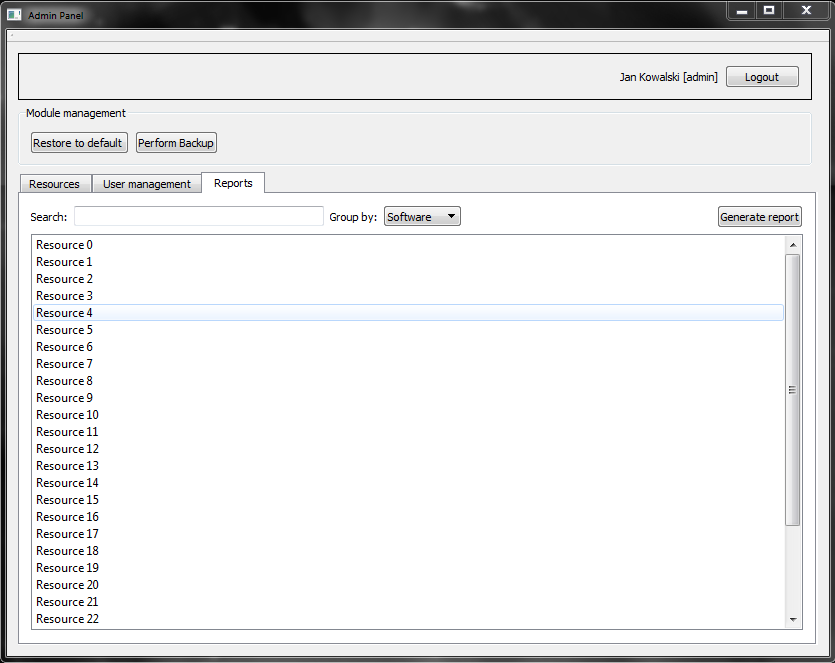 Admin Panel
Jan Kowalski [admin] Logout
Module management
Restore to default Perform Backup
Resources User management Reports
Search: Group by: Software Generate report
Resource 0
Resource 1
Resource 2
Resource 3
Resource 4
Resource 5
Resource 6
Resource 7
Resource 8
Resource 9
Resource 10
Resource 11
Resource 12
Resource 13
Resource 14
Resource 15
Resource 16
Resource 17
Resource 18
Resource 19
Resource 20
Resource 21
Resource 22